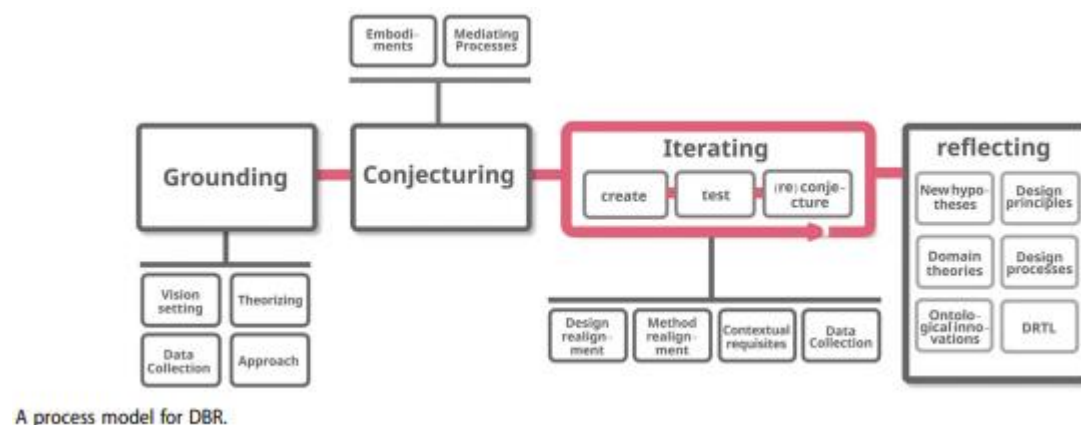 Embodi-
ments
Mediating
Processes
Grounding
Conjecturing
Iterating
create
test
(re) conje-
cture
reflecting
New hypo-
theses
Design
principles
Domain
theories
Design
processes
Ontolo-
gical inno-
vations
DRTL
Vision
setting
Theorizing
Data
Collection
Approach
Design
realign-
ment
Method
realign-
ment
Contextual
requisites
Data
Collection
A process model for DBR.